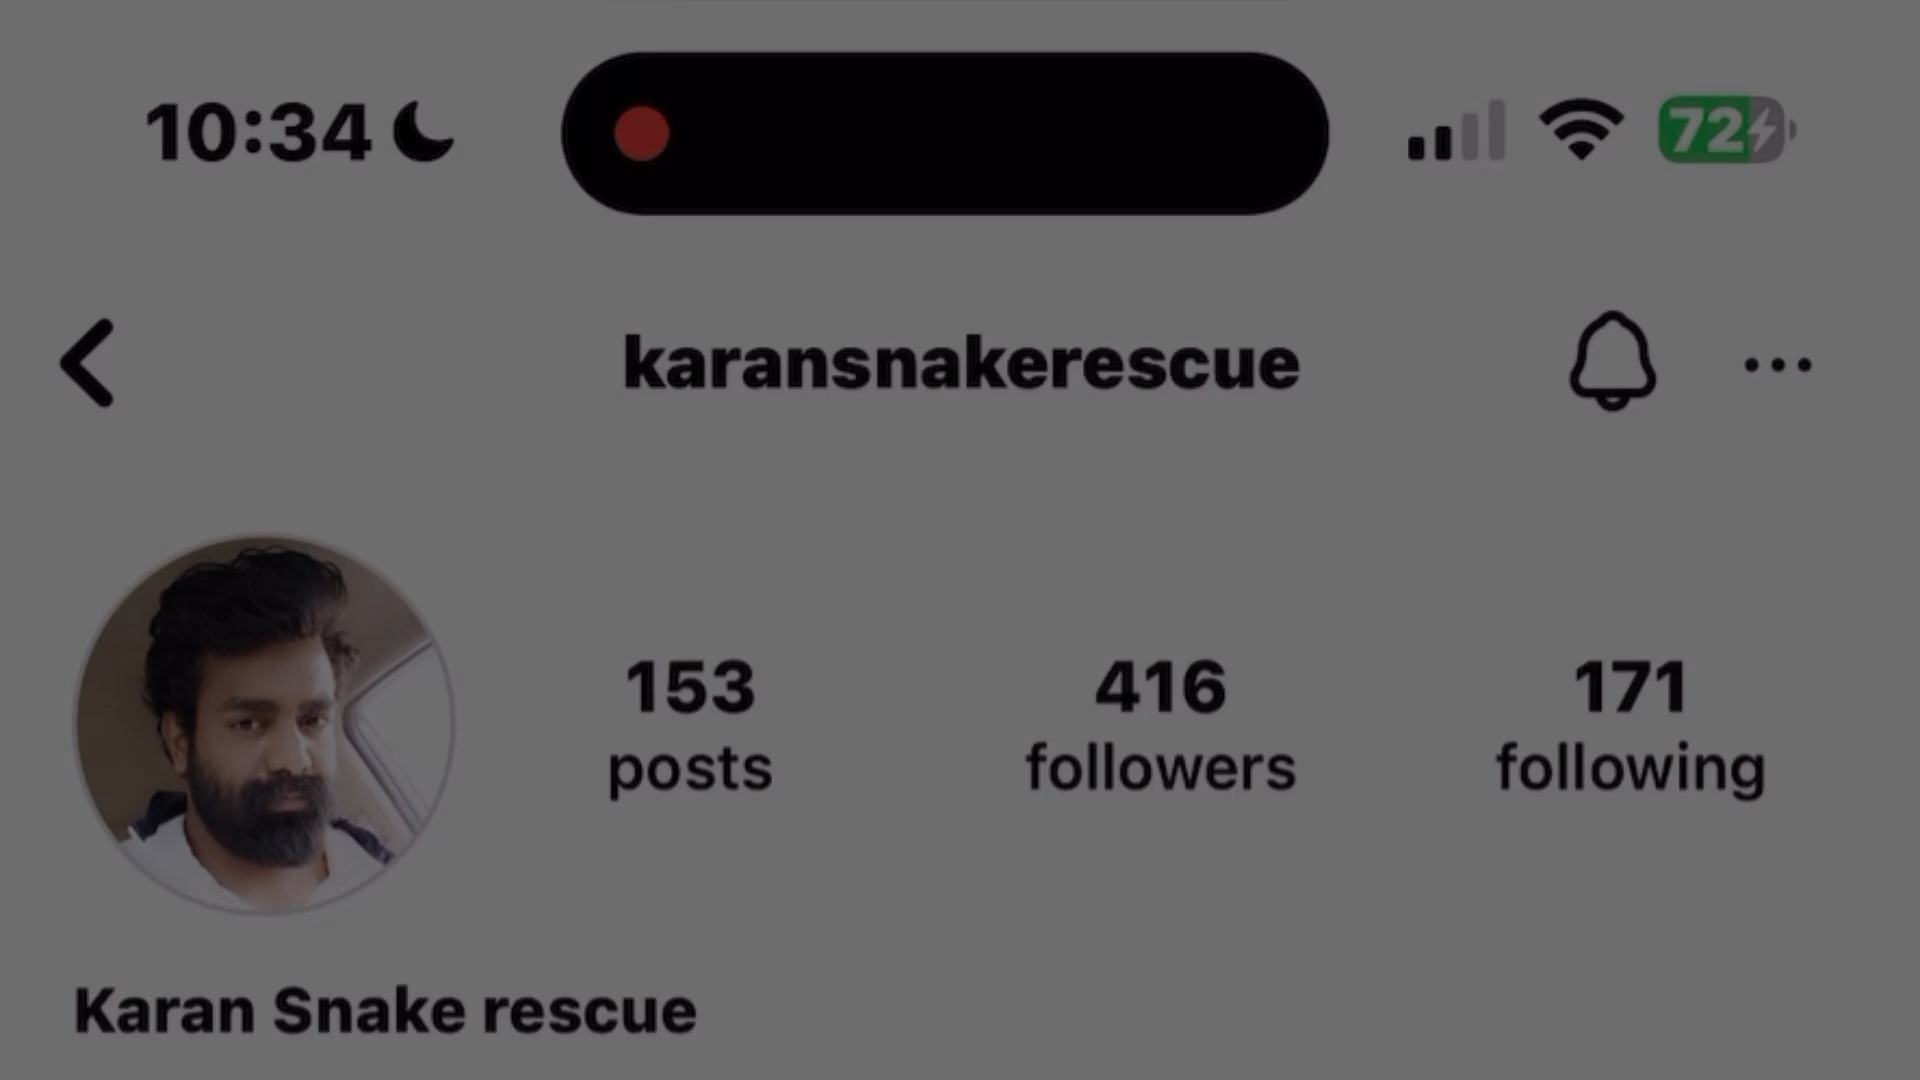 10:34
72
karansnakerescue
153
416
171
posts
followers
following
Karan Snake rescue